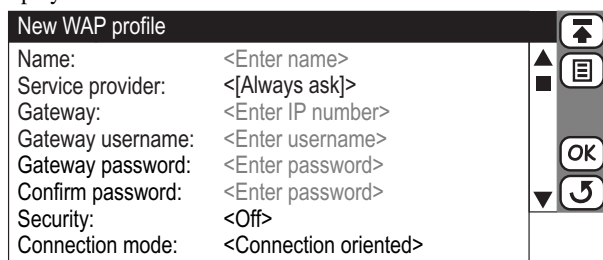 New WAP profile
Name: <Enter name>
Service provider: <[Always ask]>
Gateway: <Enter IP number>
Gateway username: <Enter username>
Gateway password: <Enter password>
Confirm password: <Enter password>
Security: <Off>
Connection mode: <Connection oriented>
OK